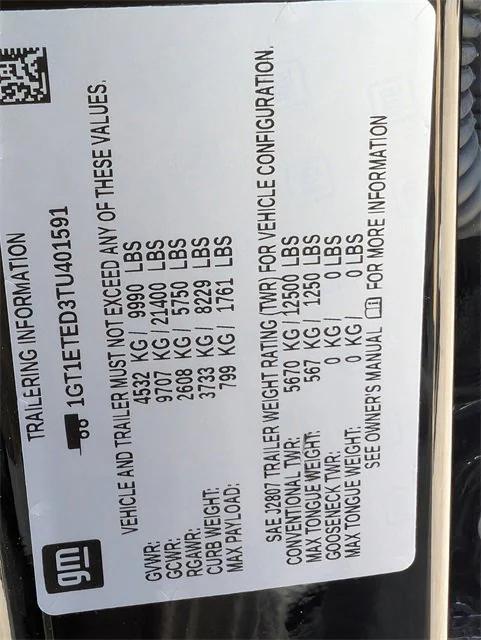 gm
TRAILERING INFORMATION
1GT1ETED3TU401591
VEHICLE AND TRAILER MUST NOT EXCEED ANY OF THESE VALUES.
GVWR: 4532 KG / 9990 LBS
GCWR: 9707 KG / 21400 LBS
RGAWR: 2608 KG / 5750 LBS
CURB WEIGHT: 3733 KG / 8229 LBS
MAX PAYLOAD: 799 KG / 1761 LBS
SAE J2807 TRAILER WEIGHT RATING (TWR) FOR VEHICLE CONFIGURATION.
CONVENTIONAL TWR: 5670 KG / 12500 LBS
MAX TONGUE WEIGHT: 567 KG / 1250 LBS
GOOSENECK TWR: 0 KG / 0 LBS
MAX TONGUE WEIGHT: 0 KG / 0 LBS
SEE OWNER'S MANUAL FOR MORE INFORMATION